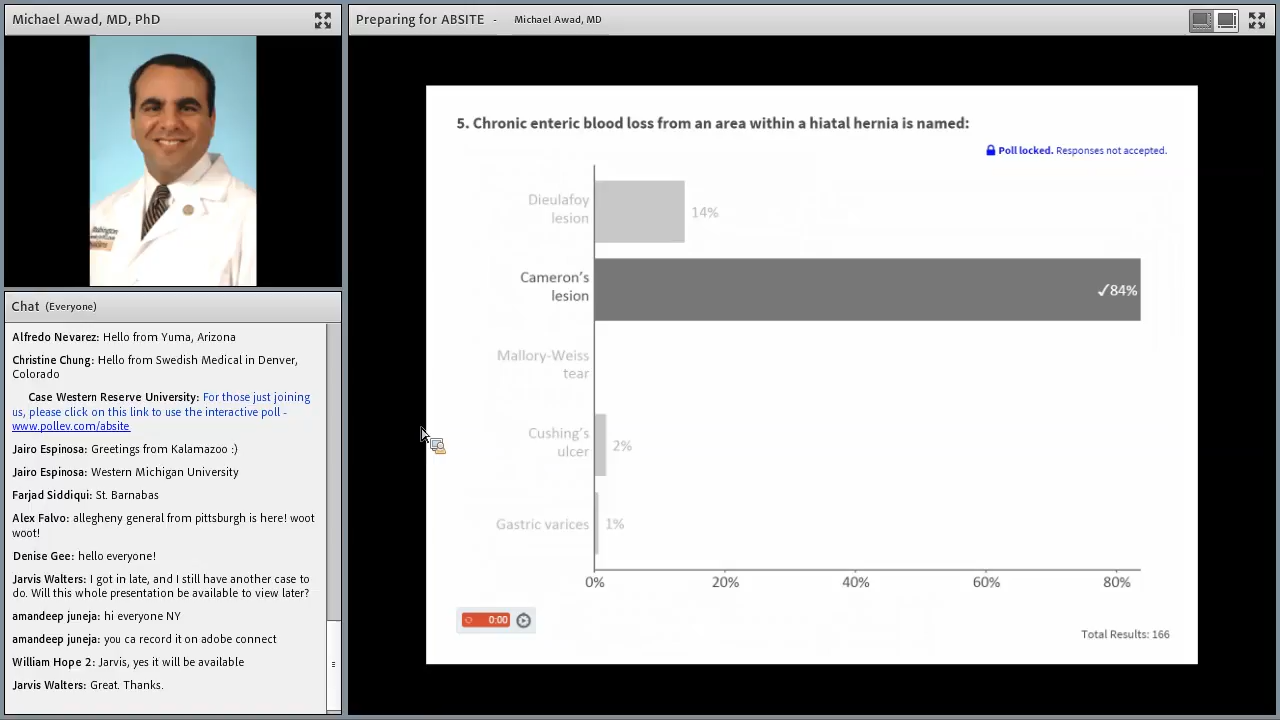 Michael Awad, MD, PhD
Chat (Everyone)
Alfredo Nevarez: Hello from Yuma, Arizona
Christine Chung: Hello from Swedish Medical in Denver,
Colorado
Case Western Reserve University: For those just joining
us, please click on this link to use the interactive poll -
www.pollev.com/absite
Jairo Espinosa: Greetings from Kalamazoo :)
Jairo Espinosa: Western Michigan University
Farjad Siddiqui: St. Barnabas
Alex Falvo: allegheny general from pittsburgh is here! woot
woot!
Denise Gee: hello everyone!
Jarvis Walters: I got in late, and I still have another case to
do. Will this whole presentation be available to view later?
amandeep juneja: hi everyone NY
amandeep juneja: you ca record it on adobe connect
William Hope 2: Jarvis, yes it will be available
Jarvis Walters: Great. Thanks.
Preparing for ABSITE - Michael Awad, MD
5. Chronic enteric blood loss from an area within a hiatal hernia is named:
Poll locked. Responses not accepted.
Dieulafoy
lesion
14%
Cameron's
lesion
✓84%
Mallory-Weiss
tear
Cushing's
ulcer
2%
Gastric varices
1%
0% 20% 40% 60% 80%
0:00
Total Results: 166